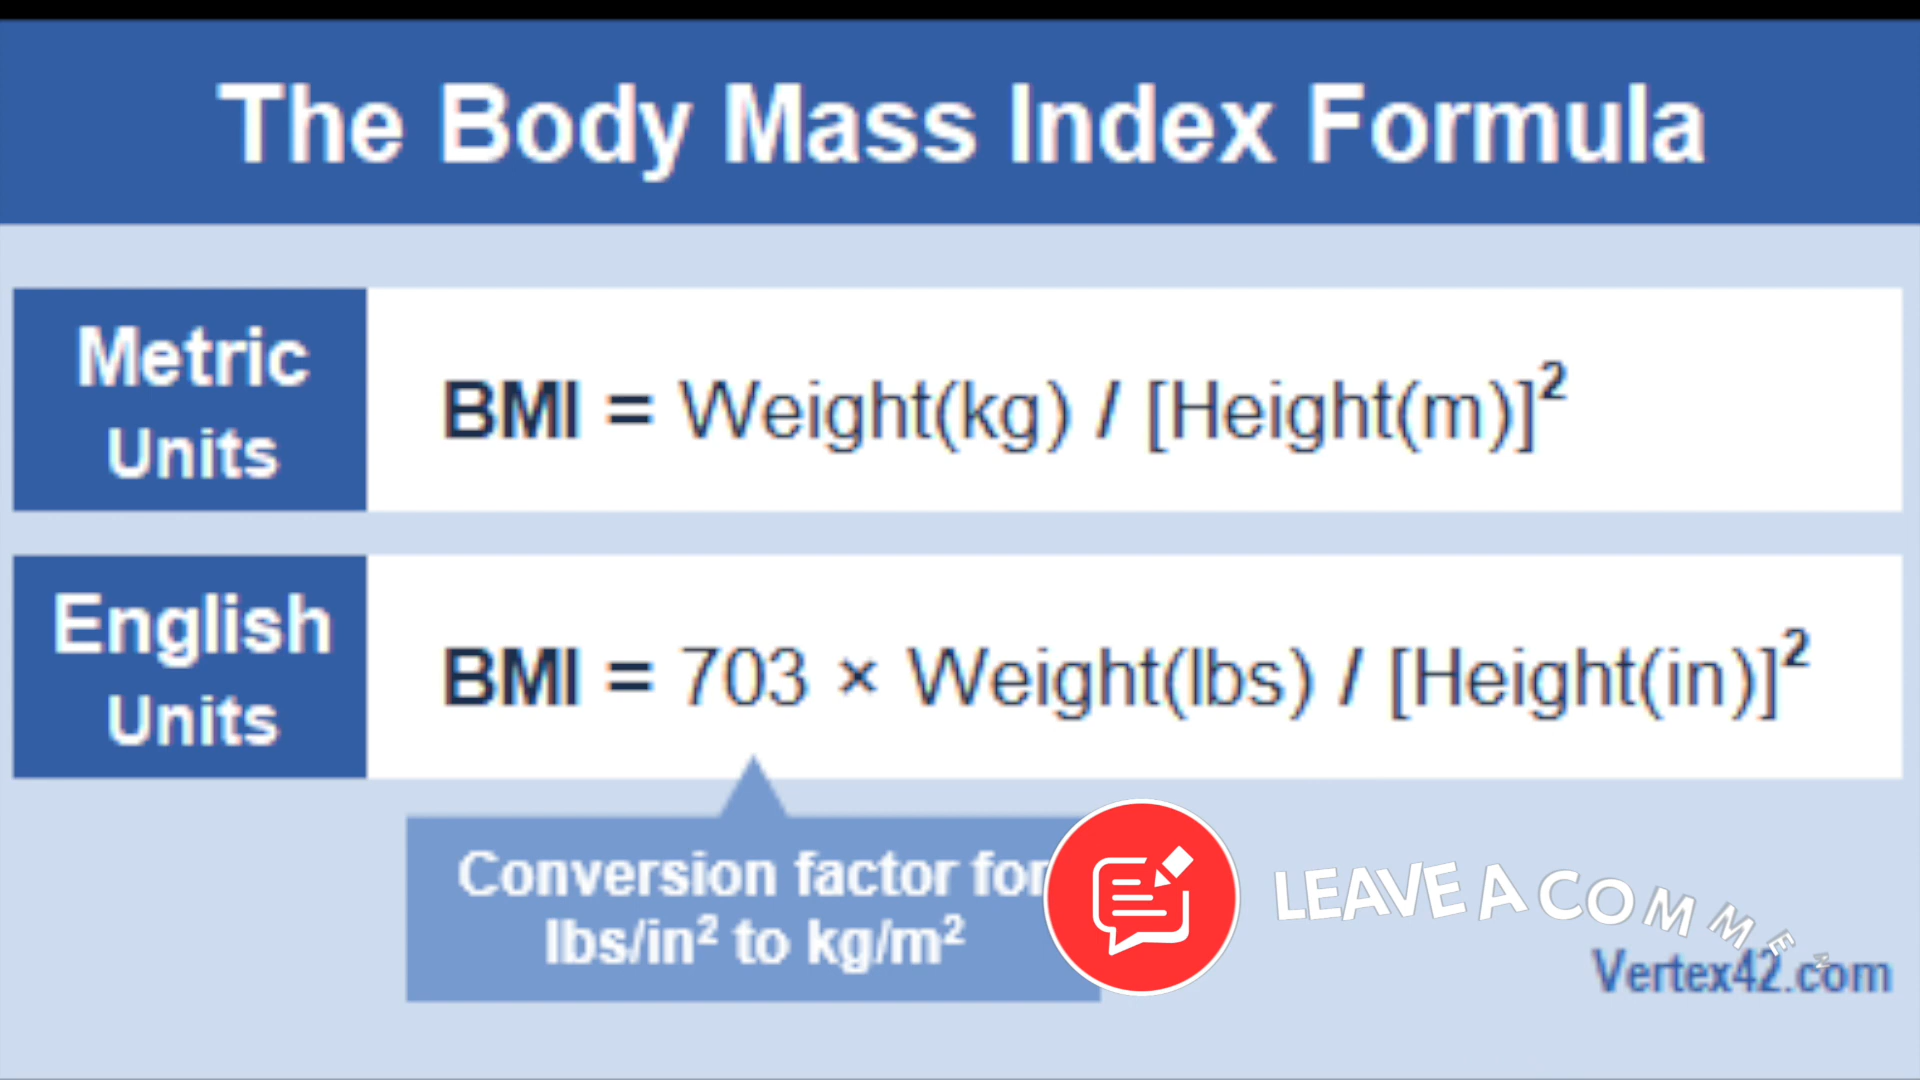 The Body Mass Index Formula
Metric
Units
BMI = Weight(kg) / [Height(m)]²
English
Units
BMI = 703 × Weight(lbs) / [Height(in)]²
Conversion factor for
lbs/in² to kg/m²
LEAVE A COMMEN
Vertex42.com